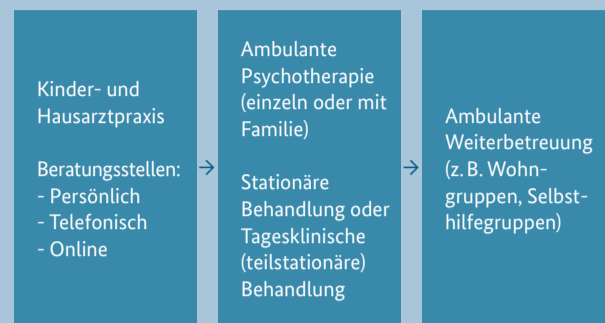 Kinder- und
Hausarztpraxis
Beratungsstellen:
- Persönlich
- Telefonisch
- Online
→
Ambulante
Psychotherapie
(einzeln oder mit
Familie)
Stationäre
Behandlung oder
Tagesklinische
(teilstationäre)
Behandlung
→
Ambulante
Weiterbetreuung
(z. B. Wohn-
gruppen, Selbst-
hilfegruppen)